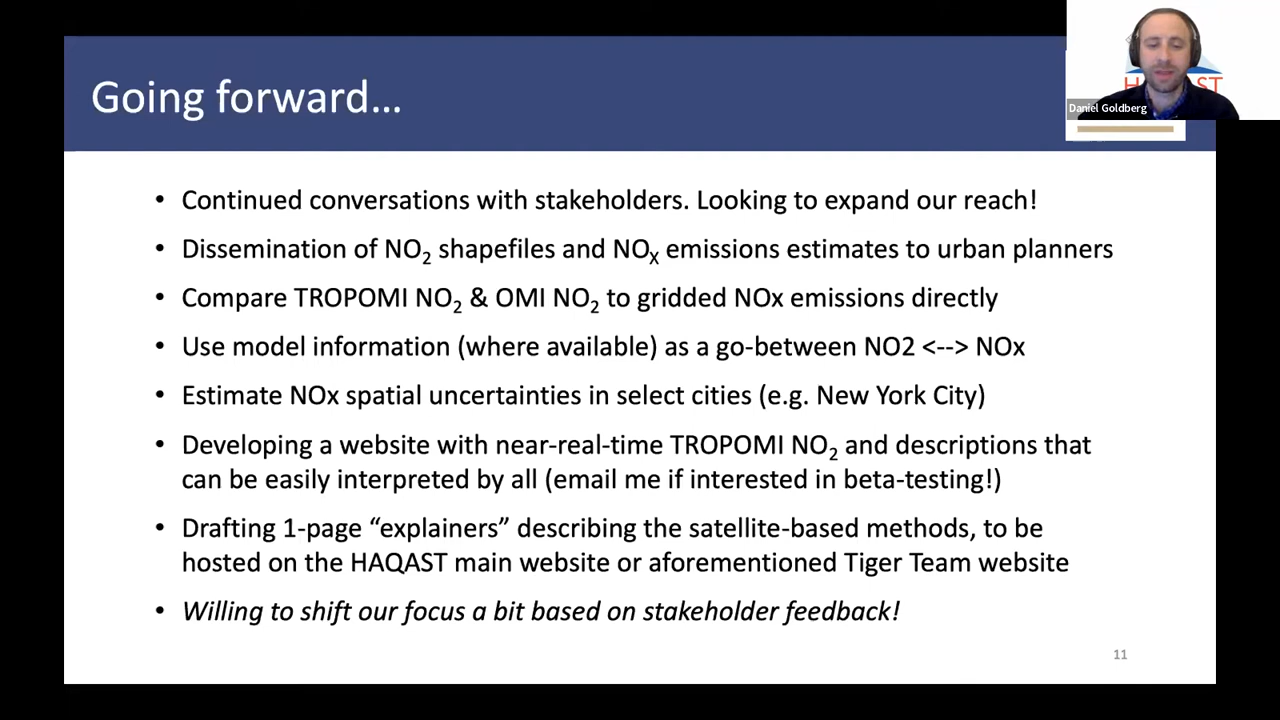 Going forward...
Daniel Goldberg
• Continued conversations with stakeholders. Looking to expand our reach!
• Dissemination of NO₂ shapefiles and NOₓ emissions estimates to urban planners
• Compare TROPOMI NO₂ & OMI NO₂ to gridded NOx emissions directly
• Use model information (where available) as a go-between NO2 <--> NOx
• Estimate NOx spatial uncertainties in select cities (e.g. New York City)
• Developing a website with near-real-time TROPOMI NO₂ and descriptions that
can be easily interpreted by all (email me if interested in beta-testing!)
• Drafting 1-page “explainers” describing the satellite-based methods, to be
hosted on the HAQAST main website or aforementioned Tiger Team website
• Willing to shift our focus a bit based on stakeholder feedback!
11